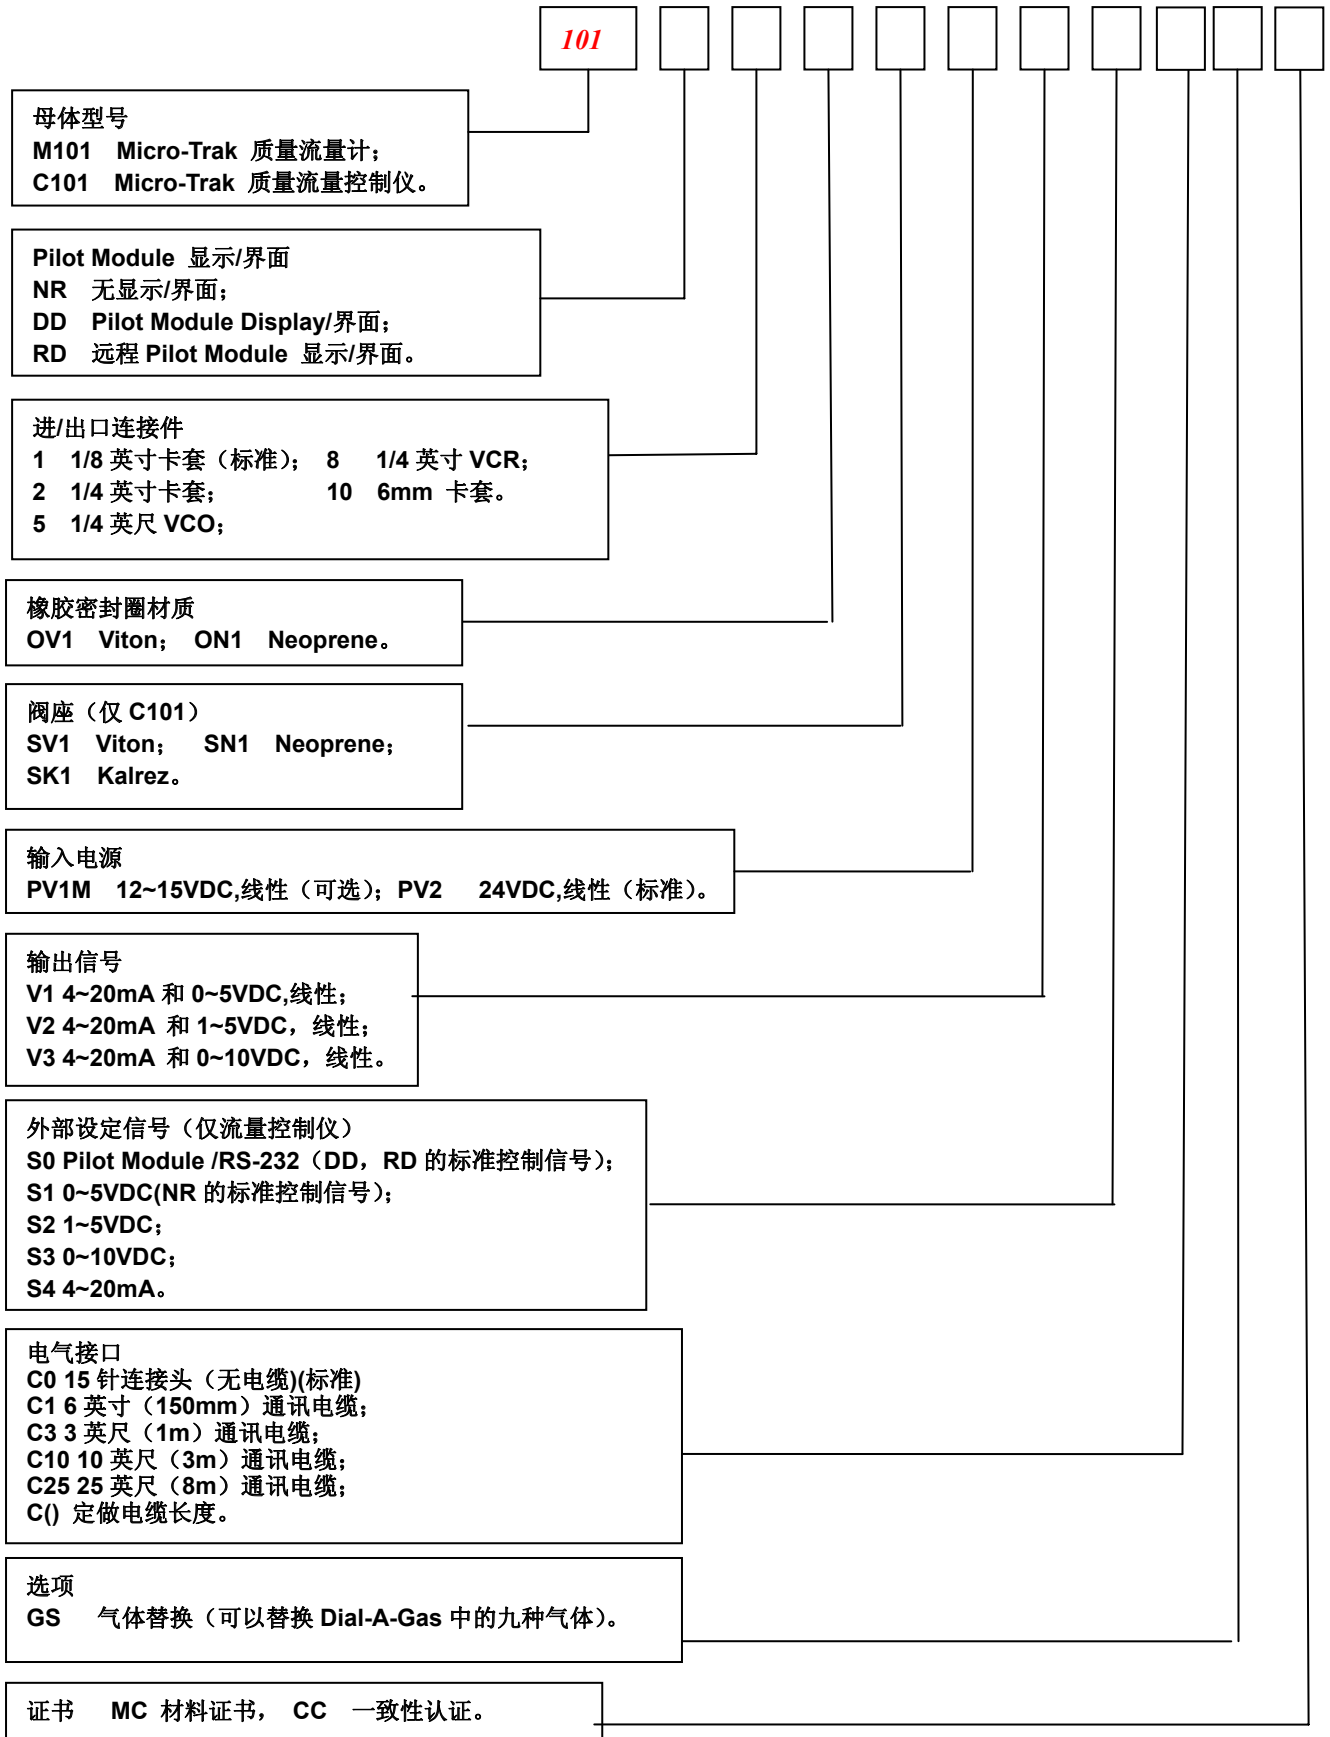 101
母体型号
M101 Micro-Trak 质量流量计；
C101 Micro-Trak 质量流量控制仪。
Pilot Module 显示/界面
NR 无显示/界面；
DD Pilot Module Display/界面；
RD 远程 Pilot Module 显示/界面。
进/出口连接件
1 1/8 英寸卡套（标准）； 8 1/4 英寸 VCR；
2 1/4 英寸卡套； 10 6mm 卡套。
5 1/4 英尺 VCO；
橡胶密封圈材质
OV1 Viton； ON1 Neoprene。
阀座（仅 C101）
SV1 Viton； SN1 Neoprene；
SK1 Kalrez。
输入电源
PV1M 12~15VDC,线性（可选）；PV2 24VDC,线性（标准）。
输出信号
V1 4~20mA 和 0~5VDC,线性；
V2 4~20mA 和 1~5VDC，线性；
V3 4~20mA 和 0~10VDC，线性。
外部设定信号（仅流量控制仪）
S0 Pilot Module /RS-232（DD，RD 的标准控制信号）；
S1 0~5VDC(NR 的标准控制信号）；
S2 1~5VDC；
S3 0~10VDC；
S4 4~20mA。
电气接口
C0 15 针连接头（无电缆)(标准)
C1 6 英寸（150mm）通讯电缆；
C3 3 英尺（1m）通讯电缆；
C10 10 英尺（3m）通讯电缆；
C25 25 英尺（8m）通讯电缆；
C() 定做电缆长度。
选项
GS 气体替换（可以替换 Dial-A-Gas 中的九种气体）。
证书 MC 材料证书， CC 一致性认证。